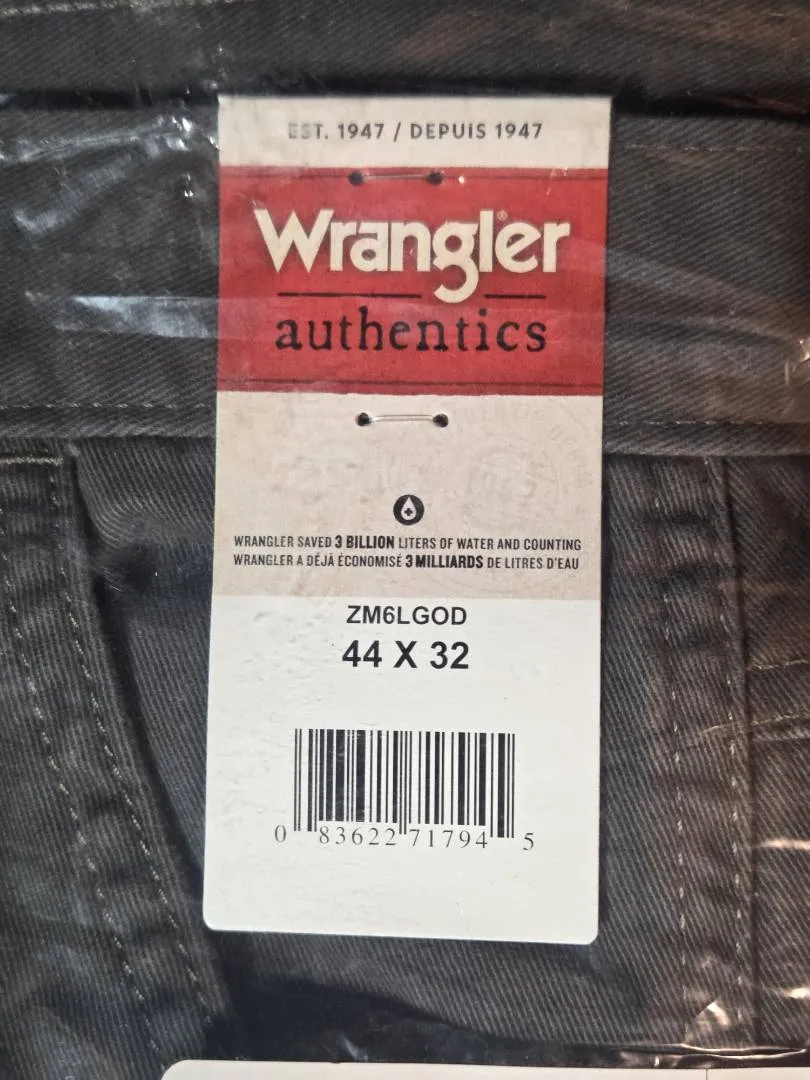 EST. 1947 / DEPUIS 1947
Wrangler®
authentics
WRANGLER SAVED 3 BILLION LITERS OF WATER AND COUNTING
WRANGLER A DÉJÀ ÉCONOMISÉ 3 MILLIARDS DE LITRES D'EAU
ZM6LGOD
44 X 32
0 83622 71794 5